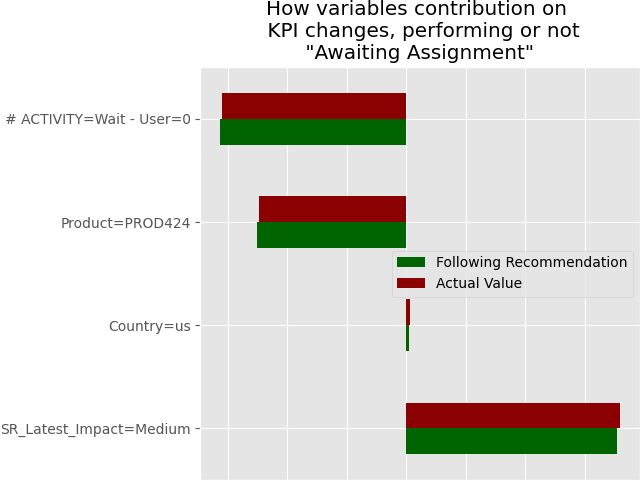 How variables contribution on
KPI changes, performing or not
"Awaiting Assignment"
# ACTIVITY=Wait - User=0
Product=PROD424
Following Recommendation
Actual Value
Country=us
SR_Latest_Impact=Medium